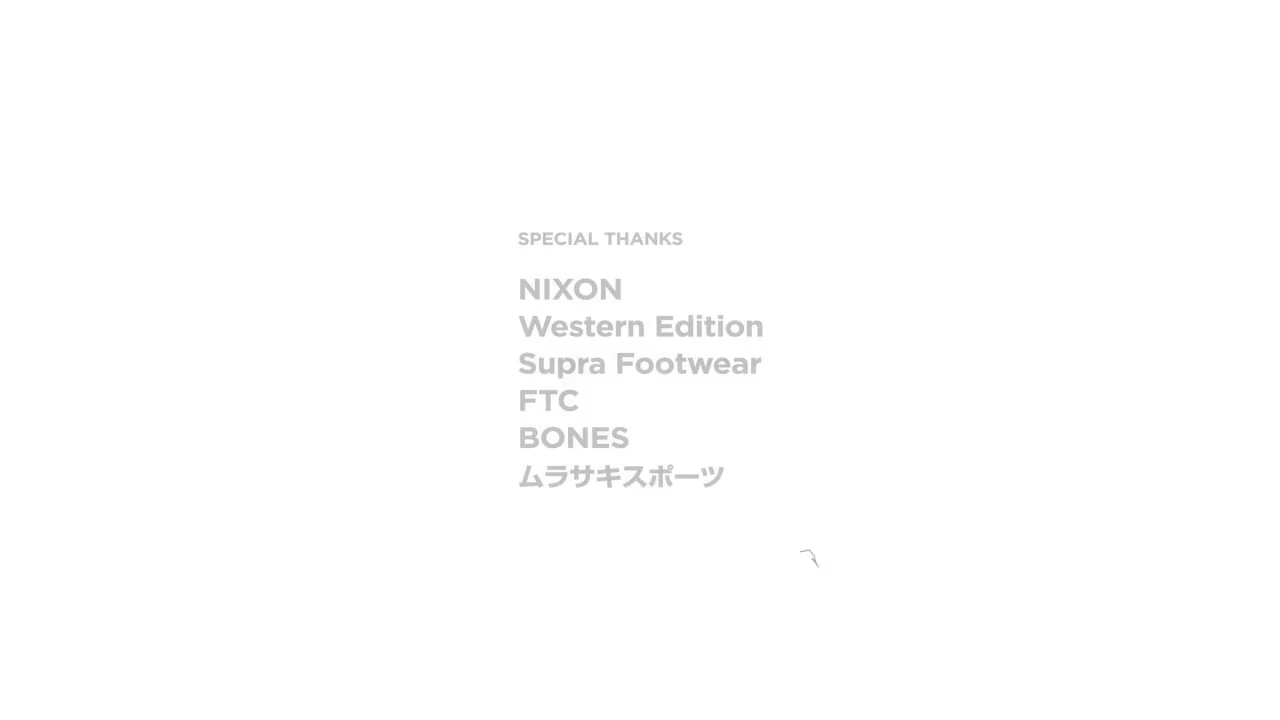 SPECIAL THANKS
NIXON
Western Edition
Supra Footwear
FTC
BONES
ムラサキスポーツ